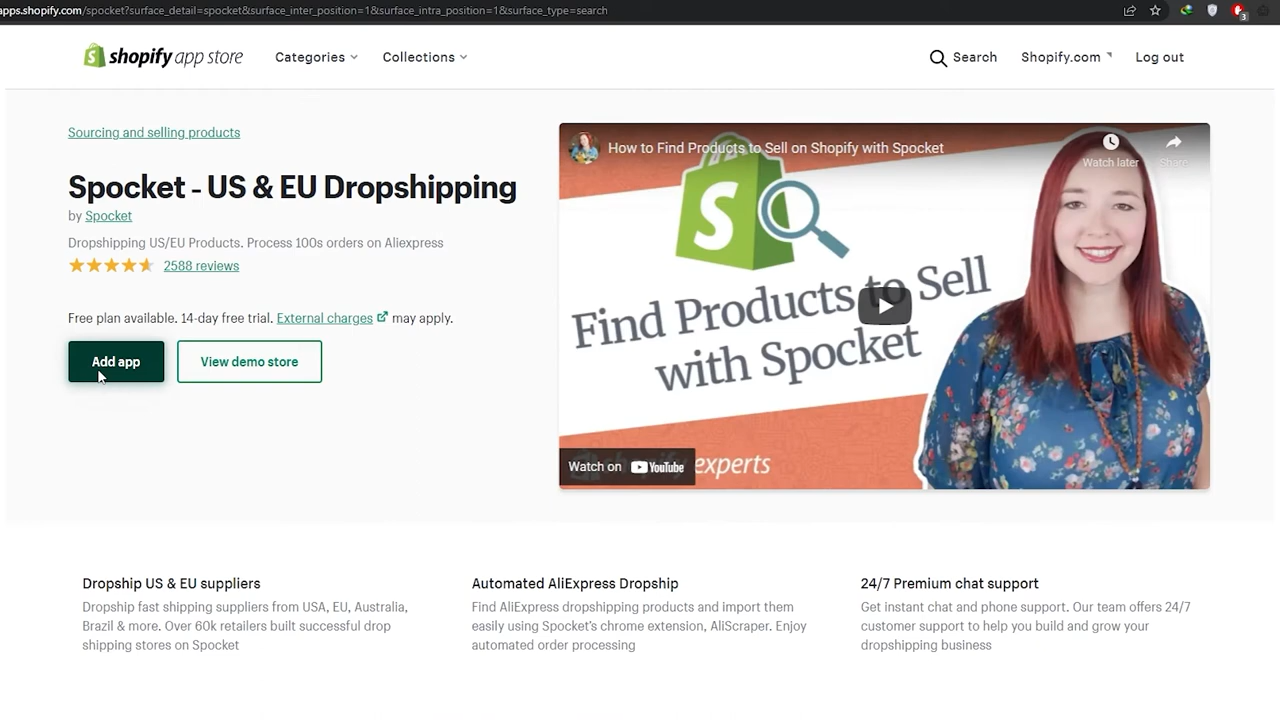 apps.shopify.com/spocket?surface_detail=spocket&surface_inter_position=1&surface_intra_position=1&surface_type=search
3
shopify app store
Categories
Collections
Search
Shopify.com
Log out
Sourcing and selling products
Spocket - US & EU Dropshipping
by Spocket
Dropshipping US/EU Products. Process 100s orders on Aliexpress
2588 reviews
Free plan available. 14-day free trial. External charges may apply.
Add app
View demo store
How to Find Products to Sell on Shopify with Spocket
Watch later
Share
Find Products to Sell
with Spocket
Watch on YouTube
experts
Dropship US & EU suppliers
Dropship fast shipping suppliers from USA, EU, Australia,
Brazil & more. Over 60k retailers built successful drop
shipping stores on Spocket
Automated AliExpress Dropship
Find AliExpress dropshipping products and import them
easily using Spocket's chrome extension, AliScraper. Enjoy
automated order processing
24/7 Premium chat support
Get instant chat and phone support. Our team offers 24/7
customer support to help you build and grow your
dropshipping business